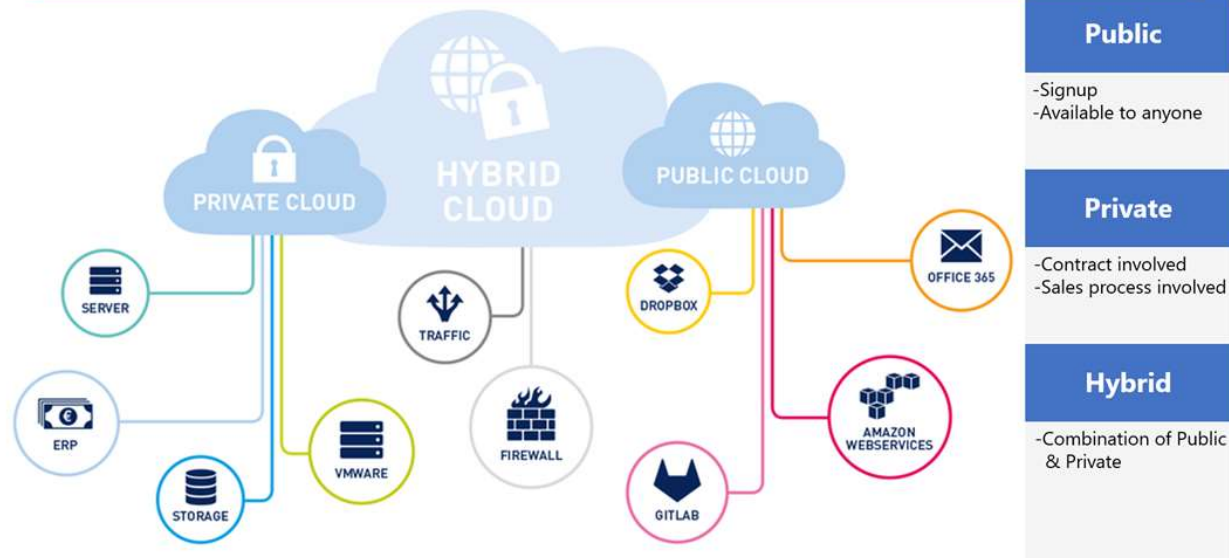 HYBRID
CLOUD
PRIVATE CLOUD
PUBLIC CLOUD
SERVER
ERP
STORAGE
VMWARE
TRAFFIC
FIREWALL
DROPBOX
OFFICE 365
GITLAB
AMAZON
WEBSERVICES
Public
-Signup
-Available to anyone
Private
-Contract involved
-Sales process involved
Hybrid
-Combination of Public
& Private